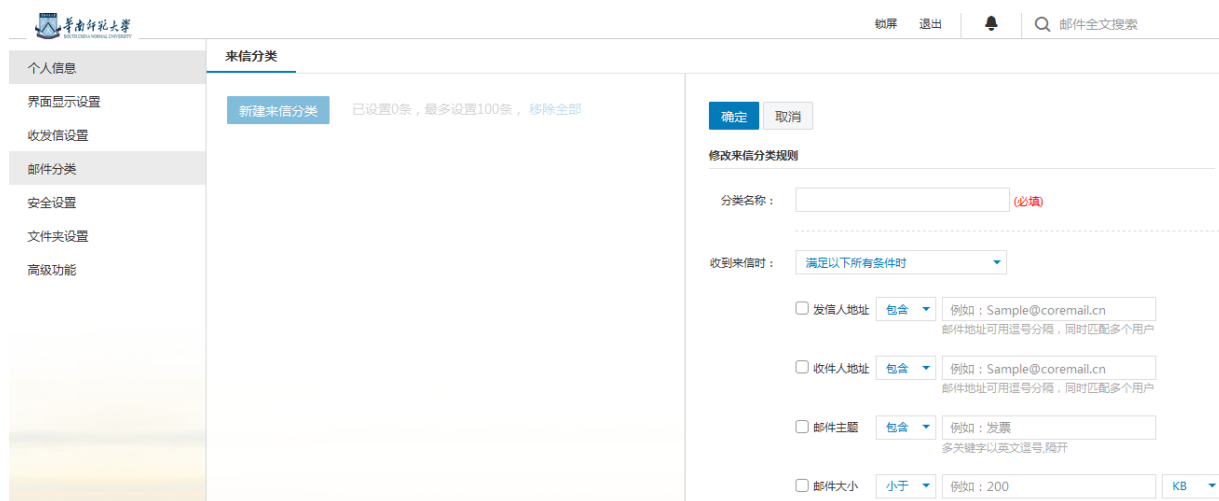 華南師範大學
SOUTH CHINA NORMAL UNIVERSITY
锁屏 退出 邮件全文搜索
个人信息
界面显示设置
收发信设置
邮件分类
安全设置
文件夹设置
高级功能
来信分类
新建来信分类 已设置0条，最多设置100条， 移除全部
确定 取消
修改来信分类规则
分类名称： (必填)
收到来信时： 满足以下所有条件时
发信人地址 包含 例如：Sample@coremail.cn
邮件地址可用逗号分隔，同时匹配多个用户
收件人地址 包含 例如：Sample@coremail.cn
邮件地址可用逗号分隔，同时匹配多个用户
邮件主题 包含 例如：发票
多关键字以英文逗号,隔开
邮件大小 小于 例如：200 KB